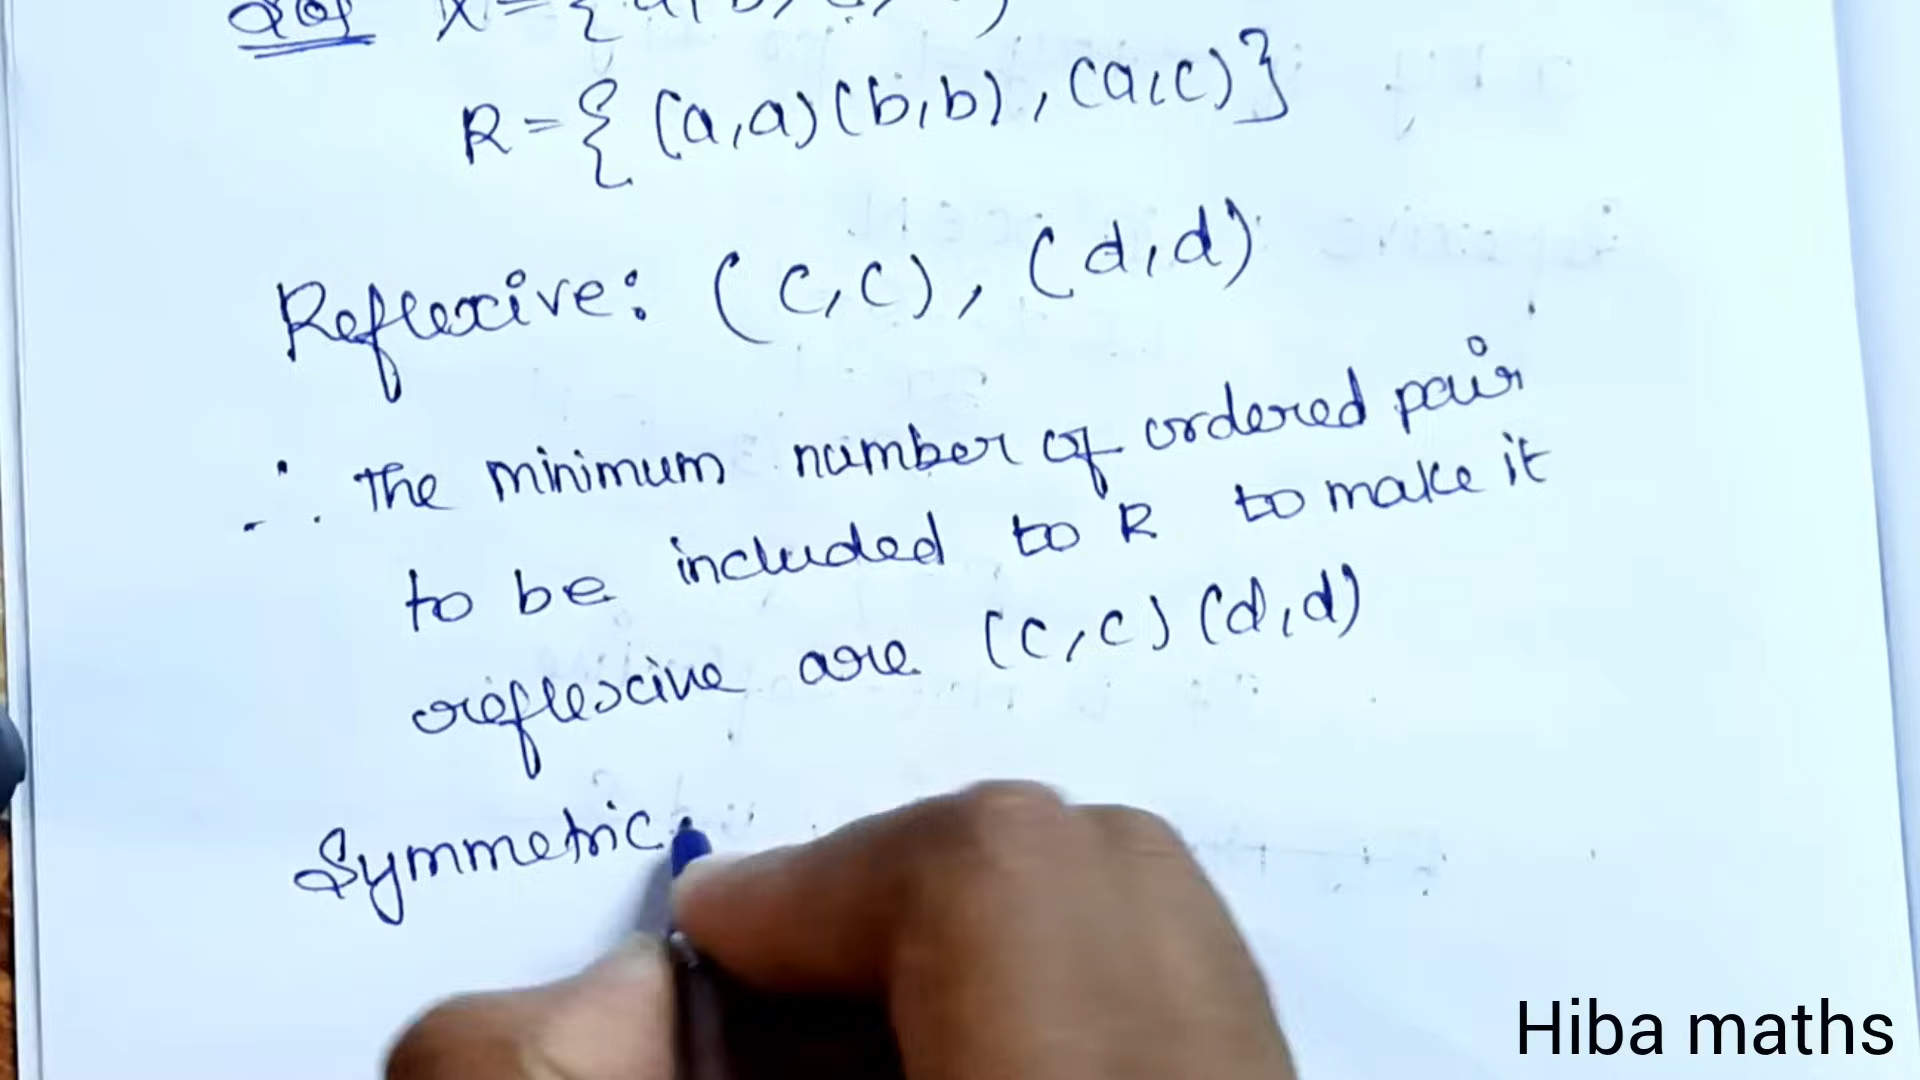 Sol X = {a, b, c, d}
R = { (a,a) (b,b), (a,c) }
Reflexive: (c,c), (d,d)
∴ The minimum number of ordered pair
to be included to R to make it
reflexive are (c,c) (d,d)
Symmetric
Hiba maths